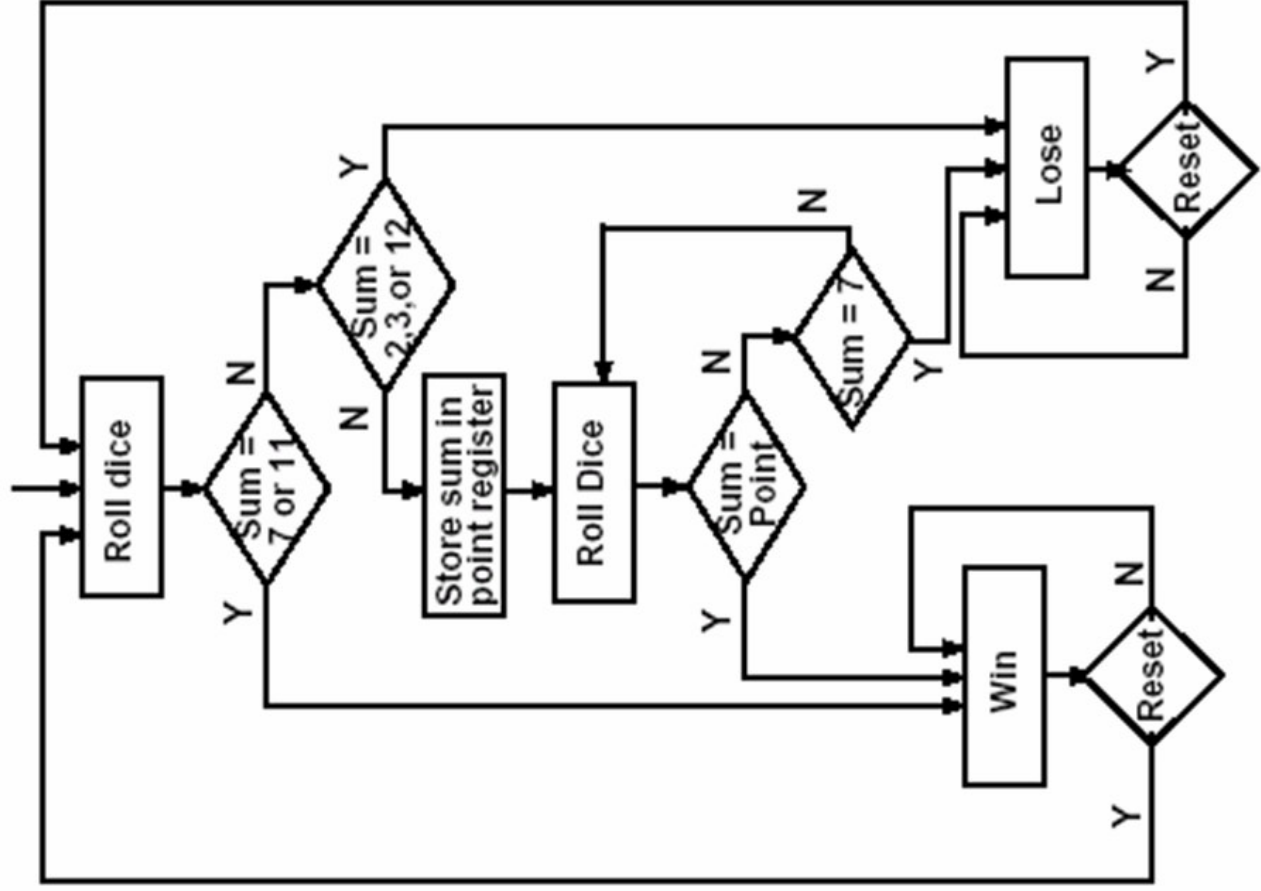 Roll dice
Sum =
7 or 11
Y
N
Sum =
2,3,or 12
Y
N
Store sum in
point register
Roll Dice
Sum =
Point
Y
N
Sum = 7
N
Y
Win
Reset
Y
N
Lose
Reset
N
Y